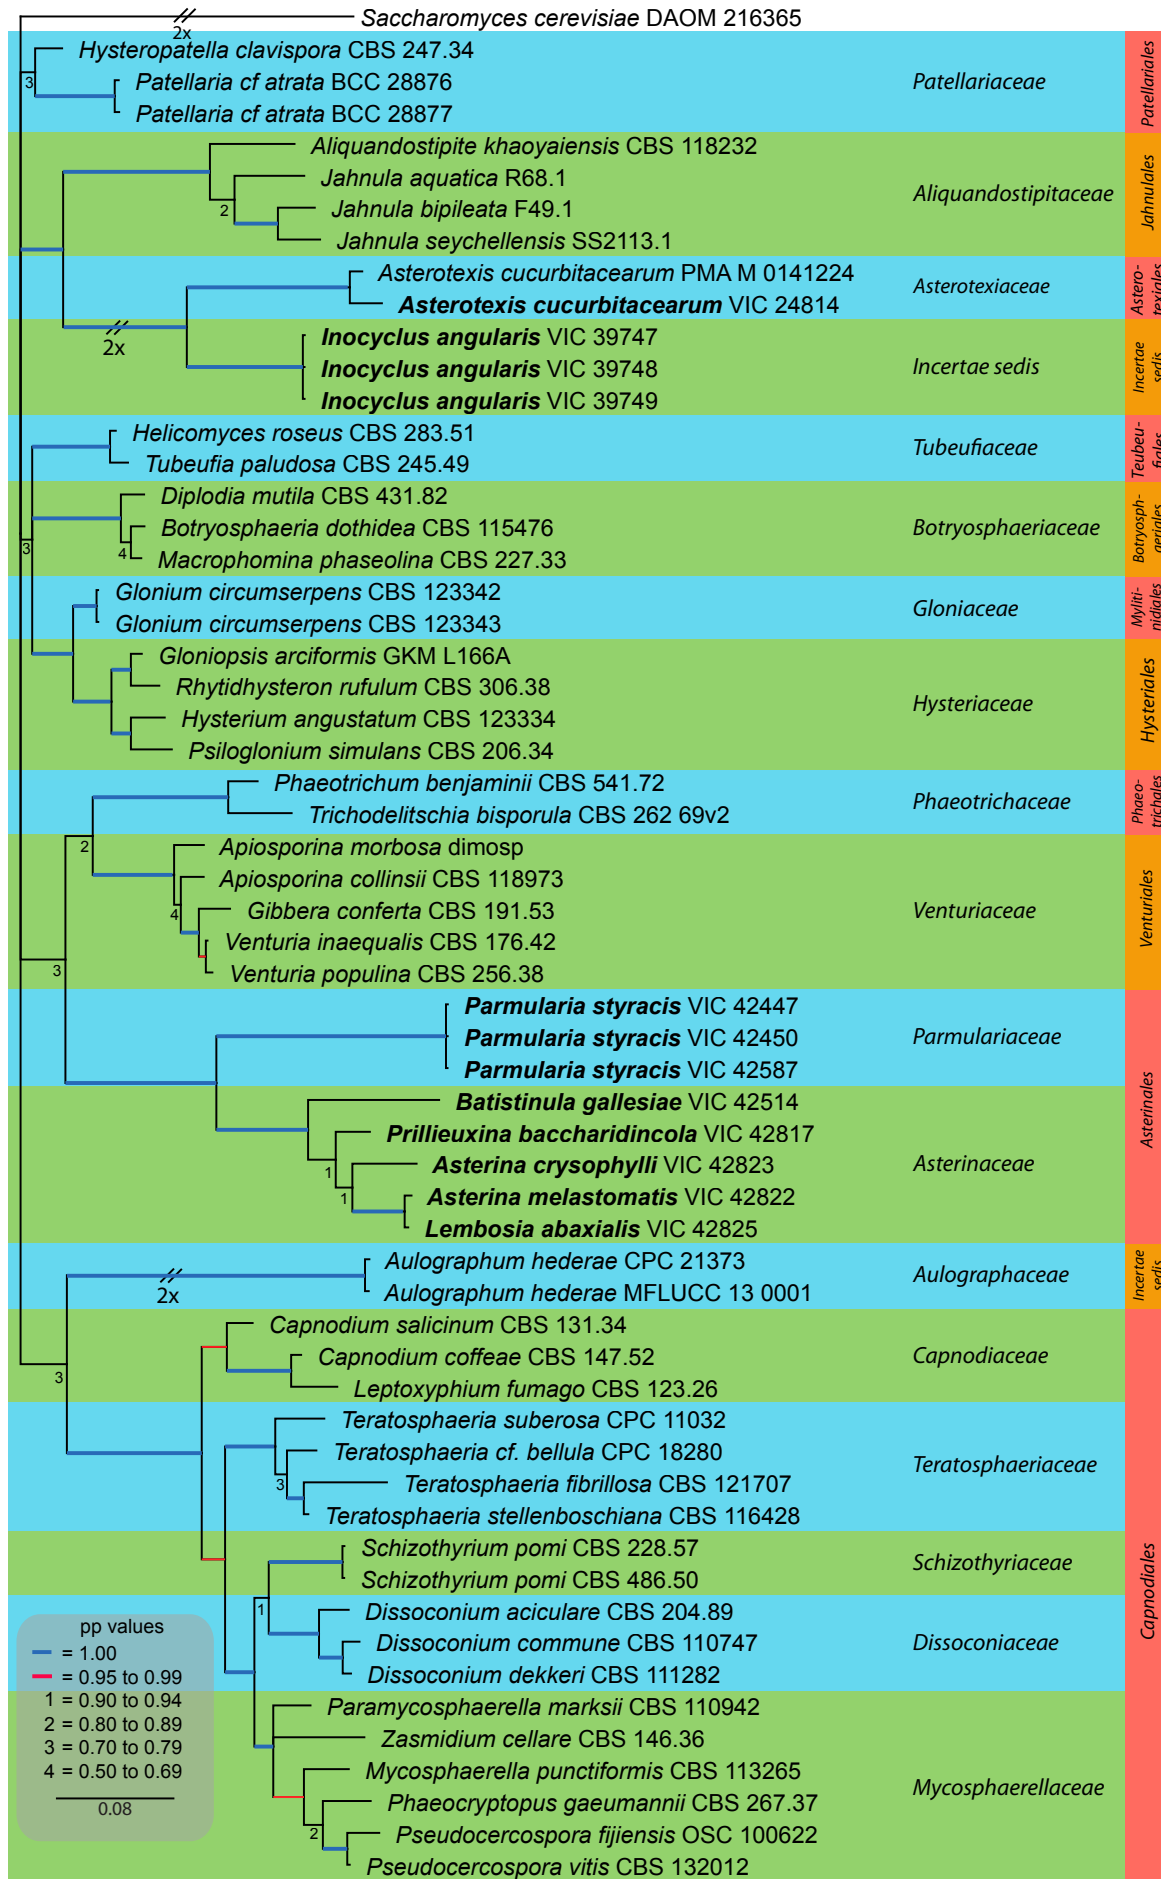 Saccharomyces cerevisiae DAOM 216365
2x
Hysteropatella clavispora CBS 247.34
3
Patellaria cf atrata BCC 28876
Patellaria cf atrata BCC 28877
Patellariaceae
Patellariales
Aliquandostipite khaoyaiensis CBS 118232
Jahnula aquatica R68.1
2
Jahnula bipileata F49.1
Jahnula seychellensis SS2113.1
Aliquandostipitaceae
Jahnulales
Asterotexis cucurbitacearum PMA M 0141224
Asterotexis cucurbitacearum VIC 24814
Asterotexiaceae
Astero-
texiales
2x
Inocyclus angularis VIC 39747
Inocyclus angularis VIC 39748
Inocyclus angularis VIC 39749
Incertae sedis
Incertae
sedis
Helicomyces roseus CBS 283.51
Tubeufia paludosa CBS 245.49
Tubeufiaceae
Teubeu-
fiales
3
Diplodia mutila CBS 431.82
Botryosphaeria dothidea CBS 115476
4
Macrophomina phaseolina CBS 227.33
Botryosphaeriaceae
Botryosph-
aeriales
Glonium circumserpens CBS 123342
Glonium circumserpens CBS 123343
Gloniaceae
Myliti-
nidiales
Gloniopsis arciformis GKM L166A
Rhytidhysteron rufulum CBS 306.38
Hysterium angustatum CBS 123334
Psiloglonium simulans CBS 206.34
Hysteriaceae
Hysteriales
Phaeotrichum benjaminii CBS 541.72
Trichodelitschia bisporula CBS 262 69v2
Phaeotrichaceae
Phaeo-
trichales
2
Apiosporina morbosa dimosp
Apiosporina collinsii CBS 118973
4
Gibbera conferta CBS 191.53
Venturia inaequalis CBS 176.42
Venturia populina CBS 256.38
Venturiaceae
Venturiales
3
Parmularia styracis VIC 42447
Parmularia styracis VIC 42450
Parmularia styracis VIC 42587
Parmulariaceae
Asterinales
Batistinula gallesiae VIC 42514
Prillieuxina baccharidincola VIC 42817
1
Asterina crysophylli VIC 42823
1
Asterina melastomatis VIC 42822
Lembosia abaxialis VIC 42825
Asterinaceae
Aulographum hederae CPC 21373
Aulographum hederae MFLUCC 13 0001
2x
Aulographaceae
Incertae
sedis
3
Capnodium salicinum CBS 131.34
Capnodium coffeae CBS 147.52
Leptoxyphium fumago CBS 123.26
Capnodiaceae
Capnodiales
Teratosphaeria suberosa CPC 11032
Teratosphaeria cf. bellula CPC 18280
3
Teratosphaeria fibrillosa CBS 121707
Teratosphaeria stellenboschiana CBS 116428
Teratosphaeriaceae
Schizothyrium pomi CBS 228.57
Schizothyrium pomi CBS 486.50
Schizothyriaceae
1
Dissoconium aciculare CBS 204.89
Dissoconium commune CBS 110747
Dissoconium dekkeri CBS 111282
Dissoconiaceae
Paramycosphaerella marksii CBS 110942
Zasmidium cellare CBS 146.36
Mycosphaerella punctiformis CBS 113265
Phaeocryptopus gaeumannii CBS 267.37
2
Pseudocercospora fijiensis OSC 100622
Pseudocercospora vitis CBS 132012
Mycosphaerellaceae
pp values
= 1.00
= 0.95 to 0.99
1 = 0.90 to 0.94
2 = 0.80 to 0.89
3 = 0.70 to 0.79
4 = 0.50 to 0.69
0.08